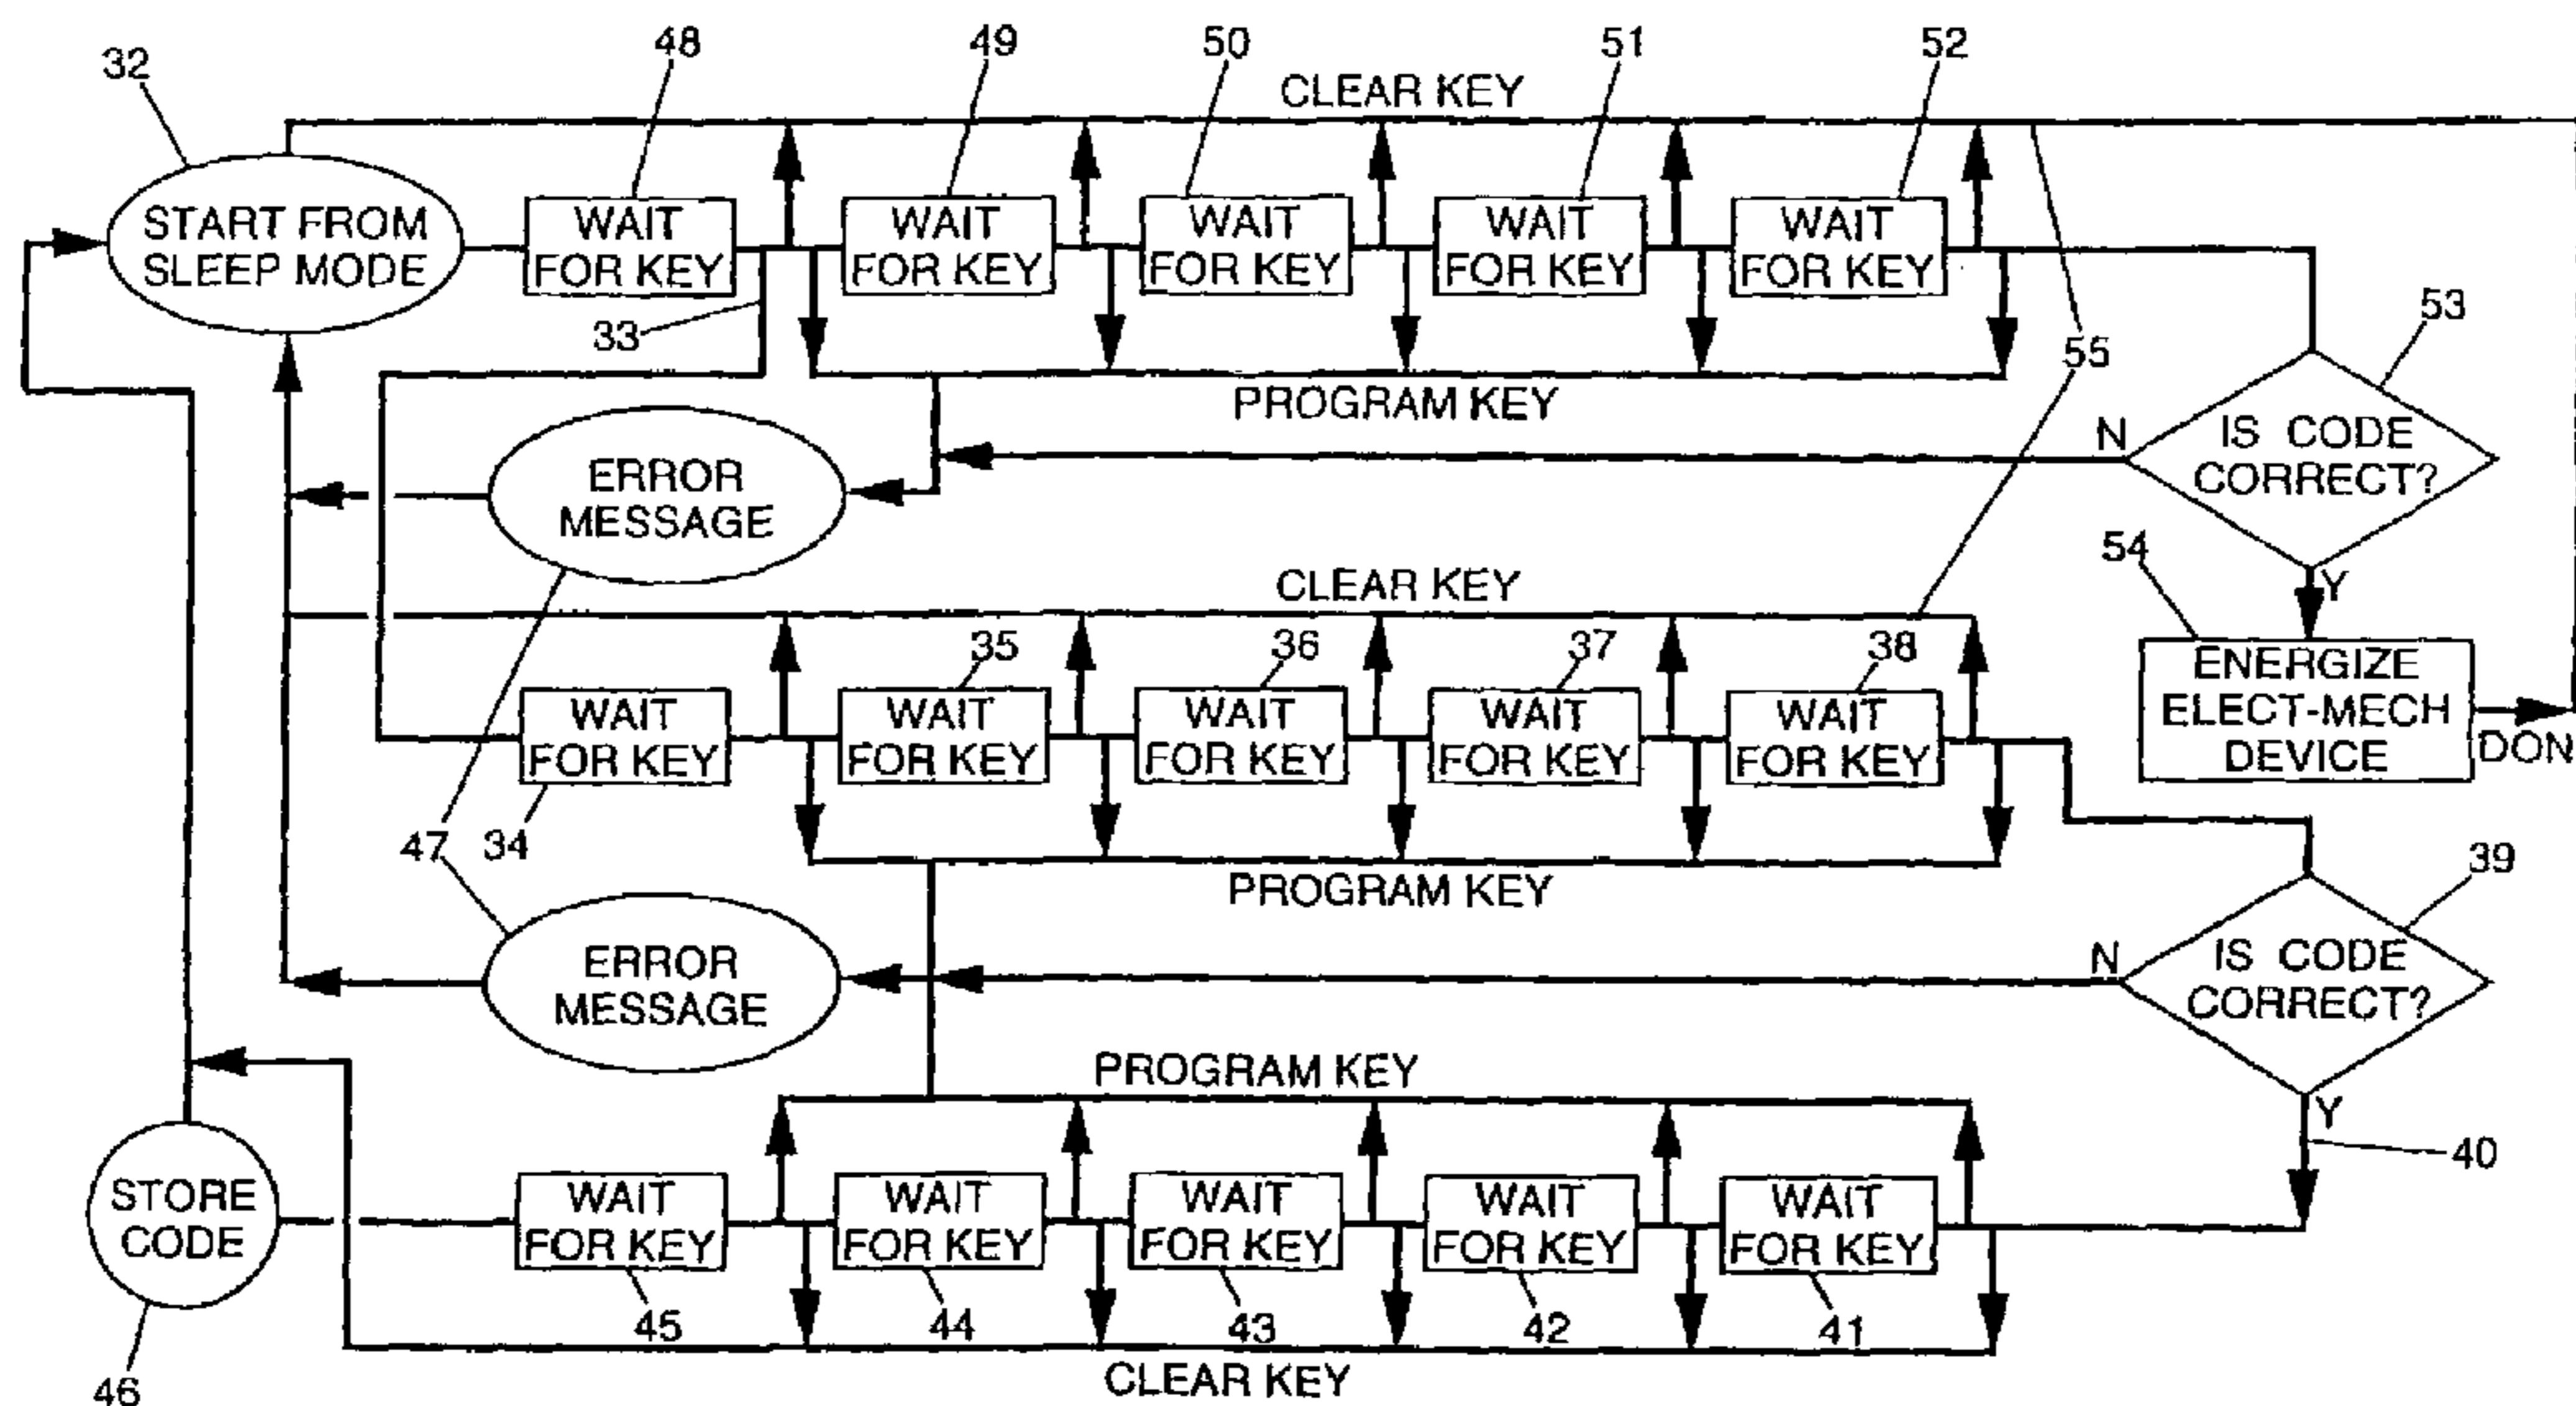 48
49
50
51
52
32
CLEAR KEY
START FROM
SLEEP MODE
WAIT
FOR KEY
WAIT
FOR KEY
WAIT
FOR KEY
WAIT
FOR KEY
WAIT
FOR KEY
33
55
53
PROGRAM KEY
N
IS CODE
CORRECT?
ERROR
MESSAGE
54
Y
CLEAR KEY
35
36
37
38
WAIT
FOR KEY
WAIT
FOR KEY
WAIT
FOR KEY
WAIT
FOR KEY
WAIT
FOR KEY
ENERGIZE
ELECT-MECH
DEVICE
DON
47
34
PROGRAM KEY
39
ERROR
MESSAGE
N
IS CODE
CORRECT?
PROGRAM KEY
Y
40
STORE
CODE
WAIT
FOR KEY
WAIT
FOR KEY
WAIT
FOR KEY
WAIT
FOR KEY
WAIT
FOR KEY
45
44
43
42
41
46
CLEAR KEY